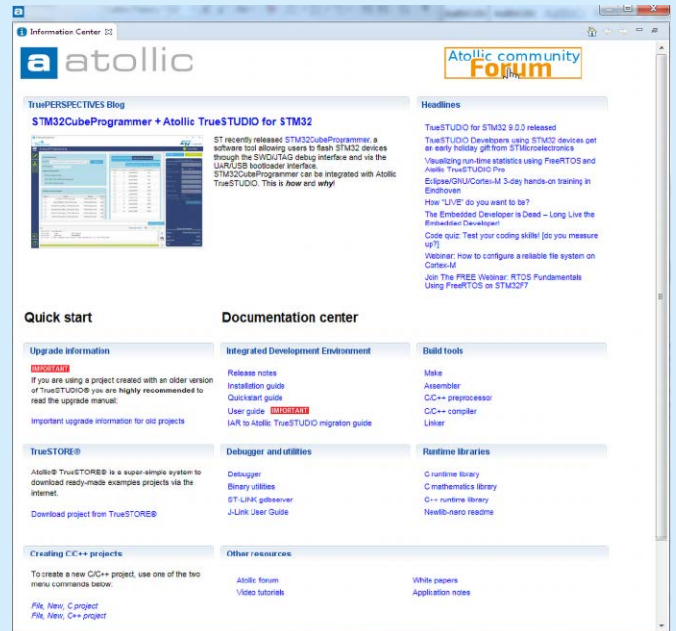 Information Center
atollic
Atollic community
Forum
TruePERSPECTIVES Blog
STM32CubeProgrammer + Atollic TrueSTUDIO for STM32
ST recently released STM32CubeProgrammer, a
software tool allowing users to flash STM32 devices
through the SWD/JTAG debug interface and via the
UAR/USB bootloader interface.
STM32CubeProgrammer can be integrated with Atollic
TrueSTUDIO. This is how and why!
Headlines
TrueSTUDIO for STM32 9.0.0 released
TrueSTUDIO Developers using STM32 devices get
an early holiday gift from STMicroelectronics
Visualizing run-time statistics using FreeRTOS and
Atollic TrueSTUDIO Pro
Eclipse/GNU/Cortex-M 3-day hands-on training in
Eindhoven
How "LIVE' do you want to be?
The Embedded Developer is Dead – Long Live the
Embedded Developer!
Code quiz: Test your coding skills! [do you measure
up?]
Webinar: How to configure a reliable file system on
Cortex-M
Join The FREE Webinar: RTOS Fundamentals
Using FreeRTOS on STM32F7
Quick start
Documentation center
Upgrade information
IMPORTANT
If you are using a project created with an older version
of TrueSTUDIO® you are highly recommended to
read the upgrade manual:
Important upgrade information for old projects
Integrated Development Environment
Release notes
Installation guide
Quickstart guide
User guide IMPORTANT
IAR to Atollic TrueSTUDIO migration guide
Build tools
Make
Assembler
C/C++ preprocessor
C/C++ compiler
Linker
TrueSTORE®
Atollic® TrueSTORE® is a super-simple system to
download ready-made examples projects via the
internet.
Download project from TrueSTORE®
Debugger and utilities
Debugger
Binary utilities
ST-LINK gdbserver
J-Link User Guide
Runtime libraries
C runtime library
C mathematics library
C++ runtime library
Newlib-nano readme
Creating C/C++ projects
To create a new C/C++ project, use one of the two
menu commands below:
File, New, C project
File, New, C++ project
Other resources
Atollic forum
Video tutorials
White papers
Application notes